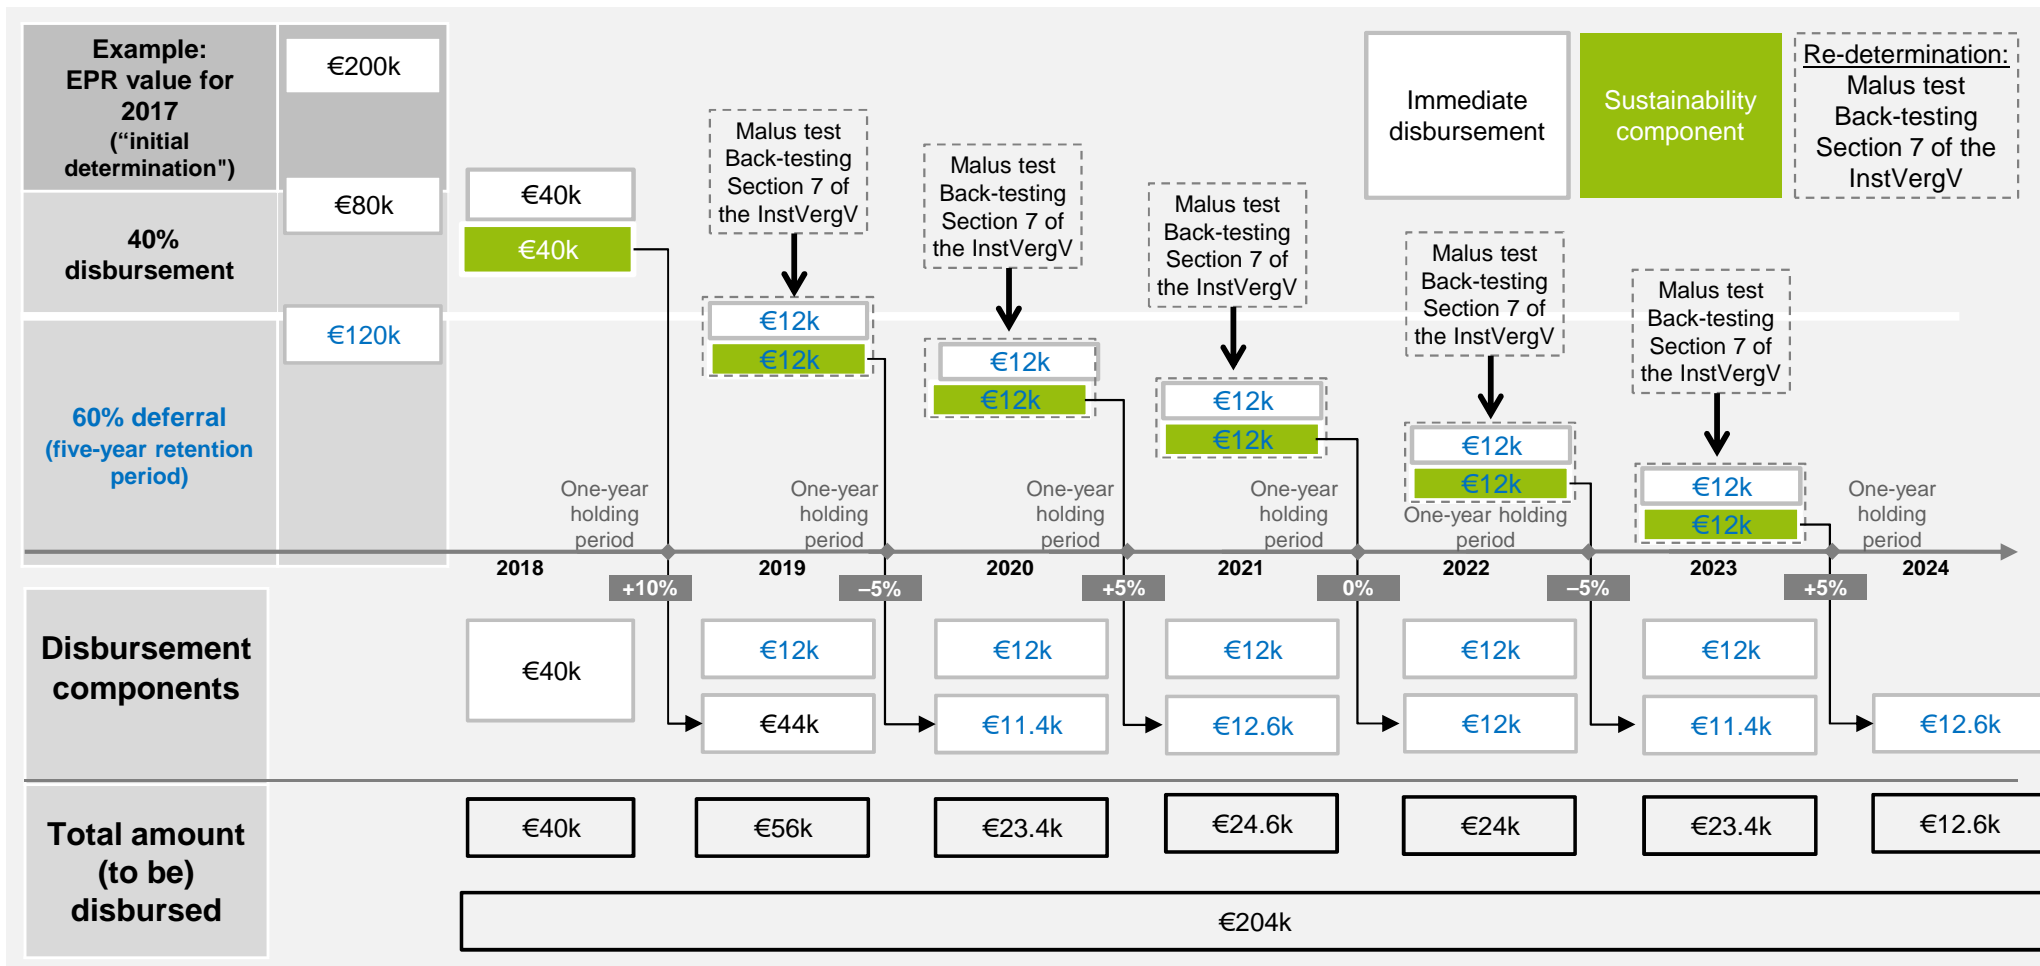 Example:
EPR value for
2017
(“initial
determination")
€200k
€80k
40%
disbursement
€120k
60% deferral
(five-year retention
period)
Immediate
disbursement
Sustainability
component
Re-determination:
Malus test
Back-testing
Section 7 of the
InstVergV
€40k
€40k
Malus test
Back-testing
Section 7 of
the InstVergV
€12k
€12k
Malus test
Back-testing
Section 7 of
the InstVergV
€12k
€12k
Malus test
Back-testing
Section 7 of
the InstVergV
€12k
€12k
Malus test
Back-testing
Section 7 of
the InstVergV
€12k
€12k
Malus test
Back-testing
Section 7 of
the InstVergV
€12k
€12k
One-year
holding
period
One-year
holding
period
One-year
holding
period
One-year
holding
period
One-year holding
period
One-year
holding
period
2018
2019
2020
2021
2022
2023
2024
+10%
–5%
+5%
0%
–5%
+5%
Disbursement
components
€40k
€12k
€12k
€12k
€12k
€12k
€44k
€11.4k
€12.6k
€12k
€11.4k
€12.6k
Total amount
(to be)
disbursed
€40k
€56k
€23.4k
€24.6k
€24k
€23.4k
€12.6k
€204k